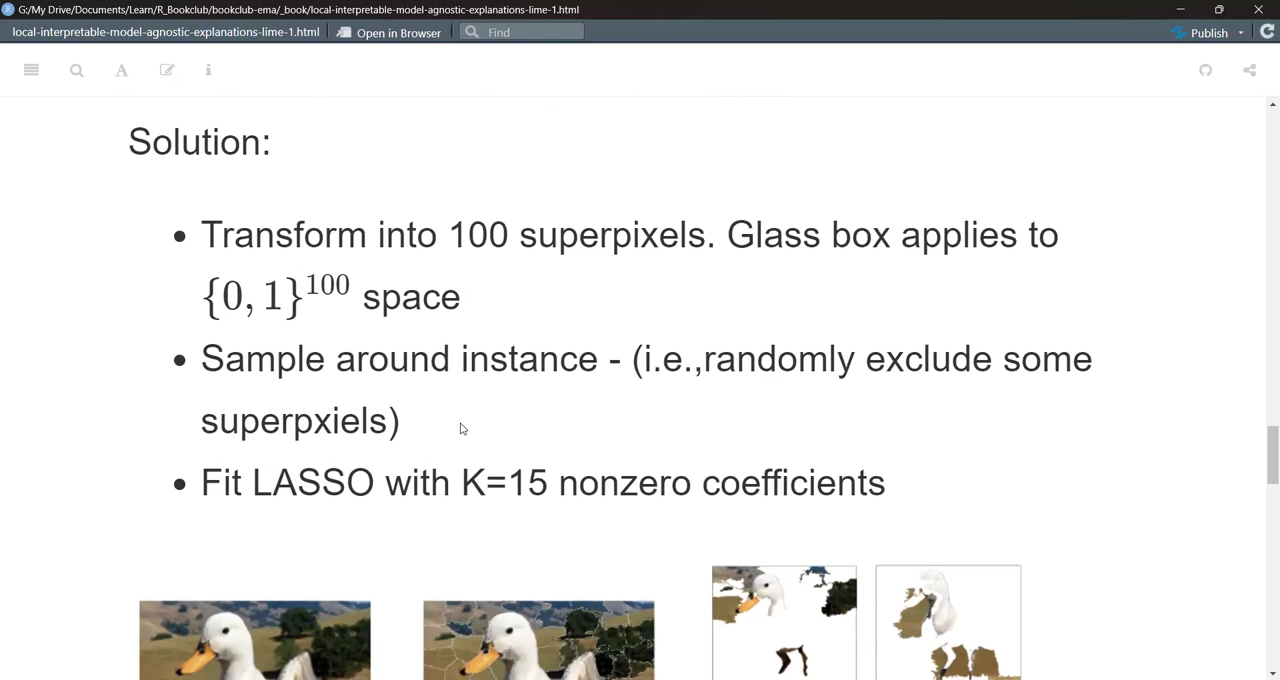 G:/My Drive/Documents/Learn/R_Bookclub/bookclub-ema/_book/local-interpretable-model-agnostic-explanations-lime-1.html
local-interpretable-model-agnostic-explanations-lime-1.html Open in Browser Find Publish
Solution:
• Transform into 100 superpixels. Glass box applies to
{0, 1}^100 space
• Sample around instance - (i.e.,randomly exclude some
superpxiels)
• Fit LASSO with K=15 nonzero coefficients